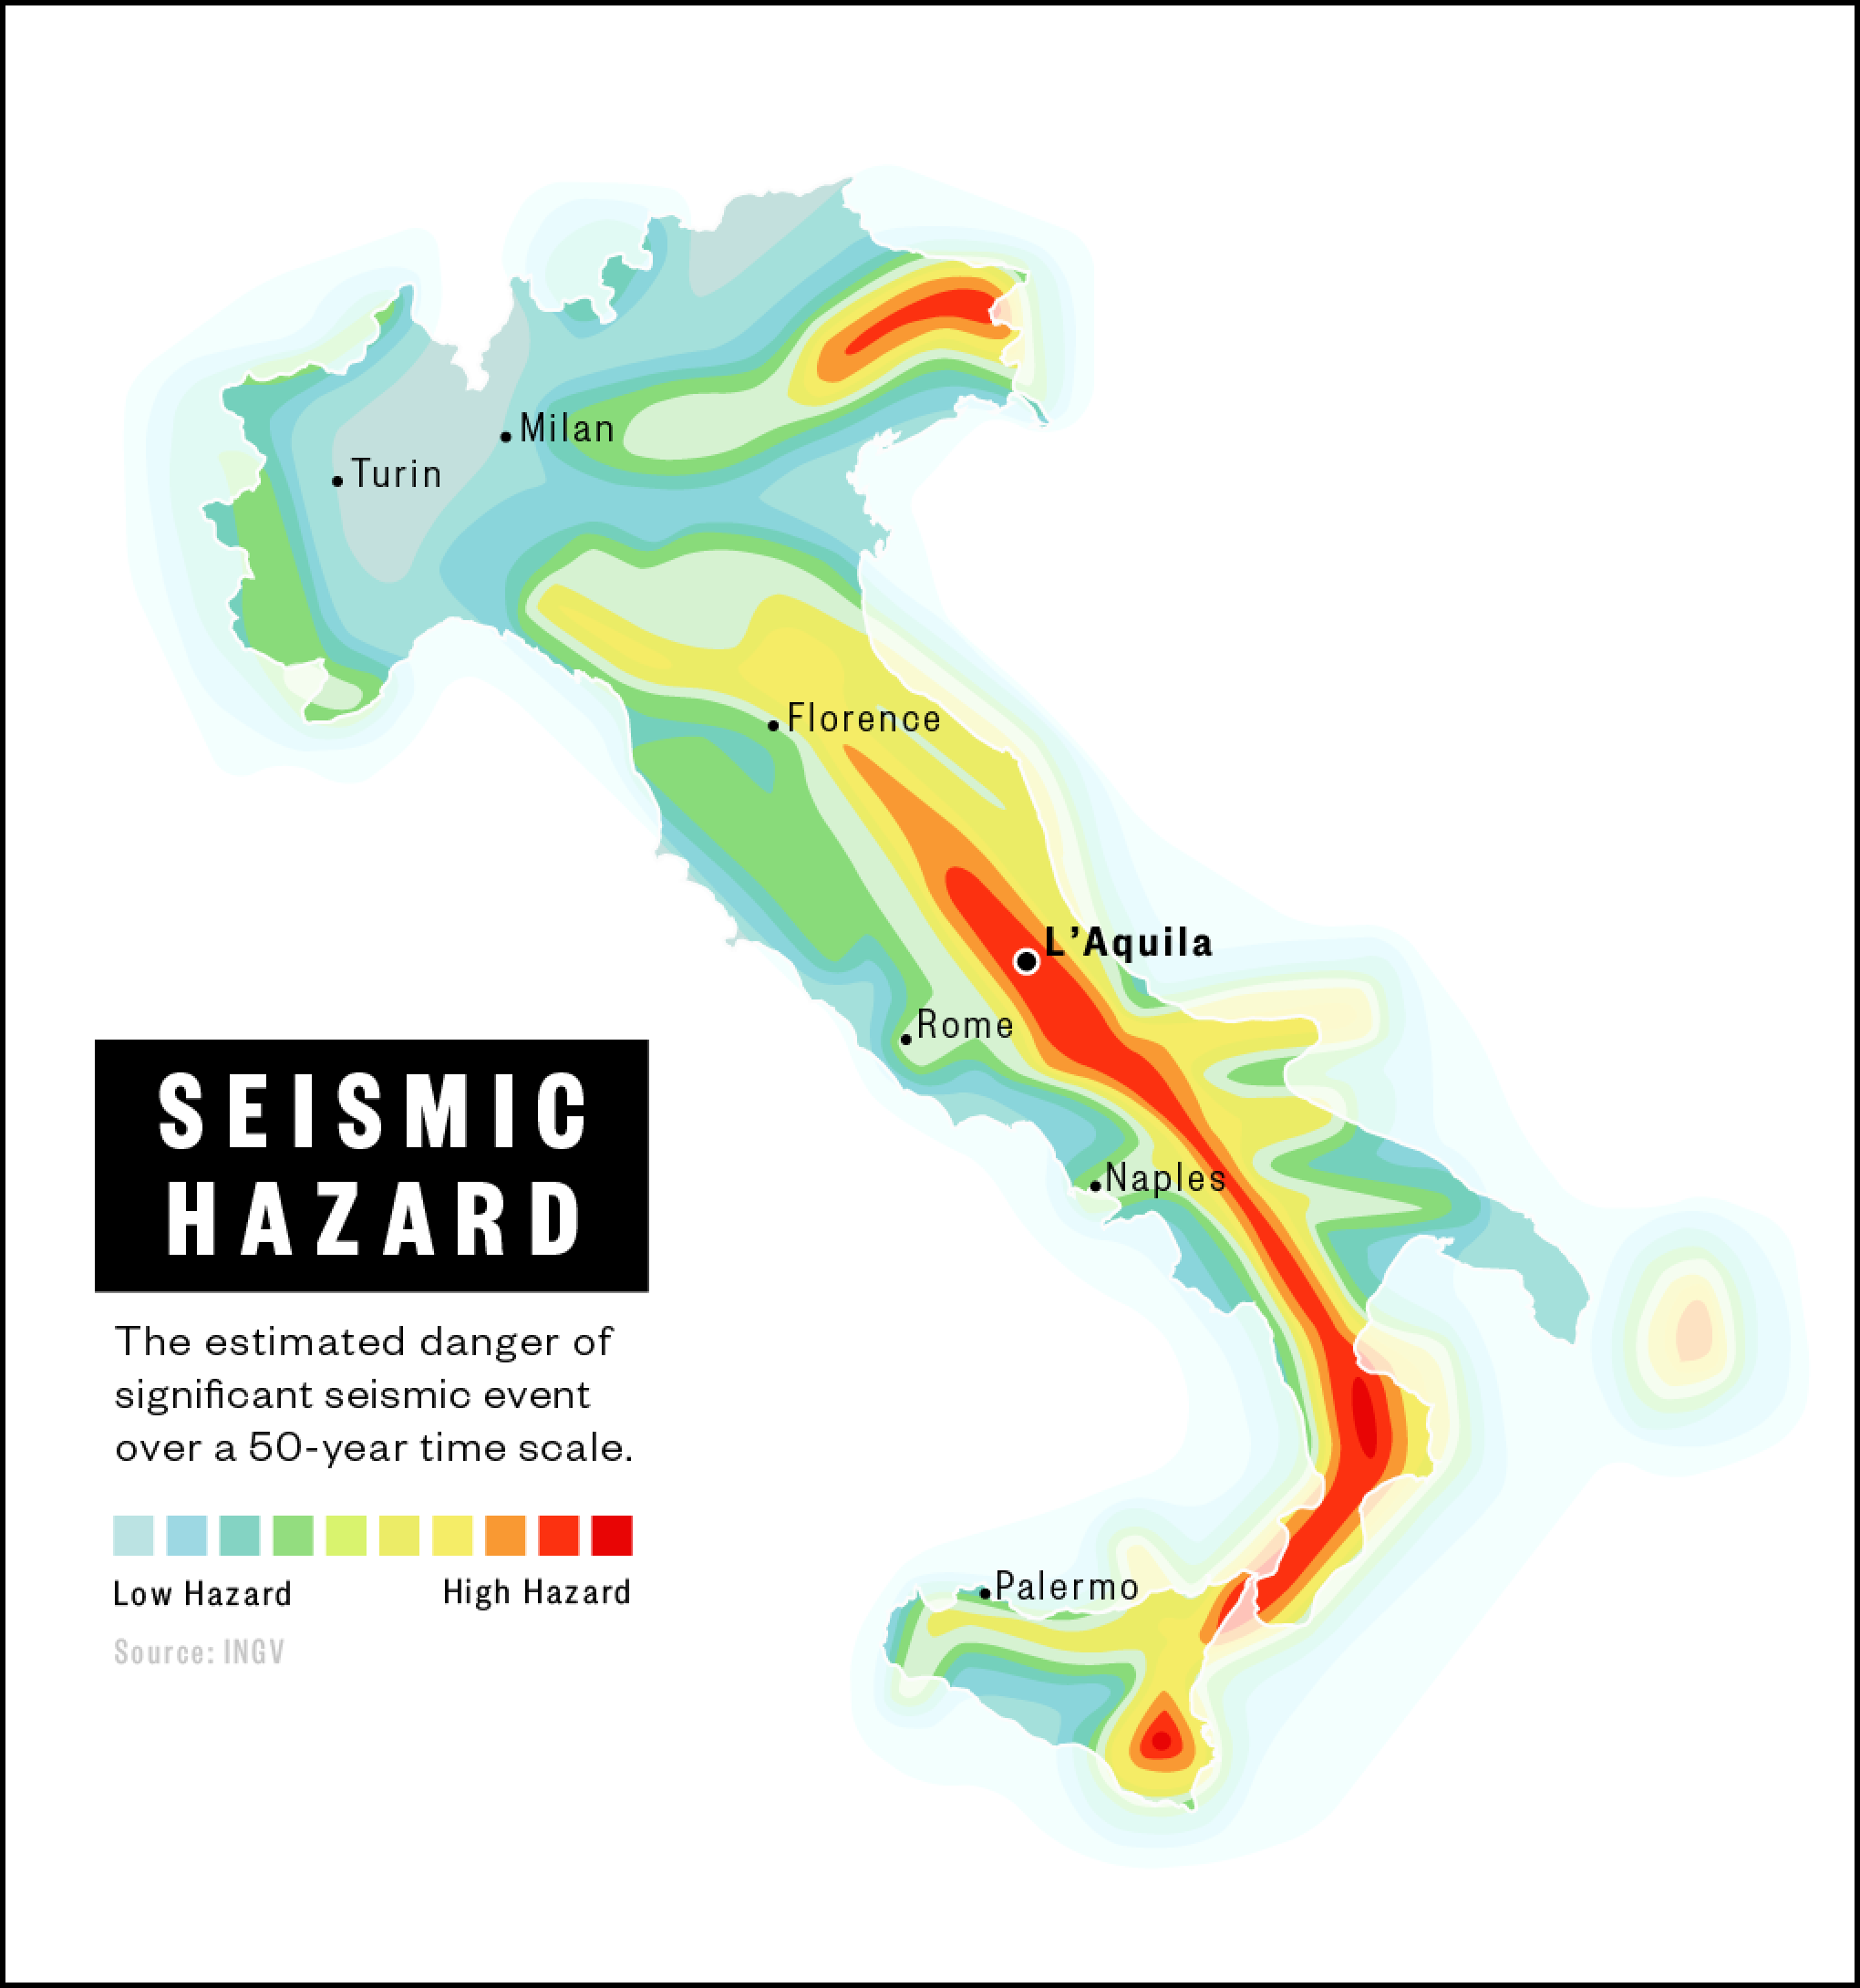 Milan
Turin
Florence
L’Aquila
Rome
Naples
Palermo
SEISMIC
HAZARD
The estimated danger of
significant seismic event
over a 50-year time scale.
Low Hazard High Hazard
Source: INGV